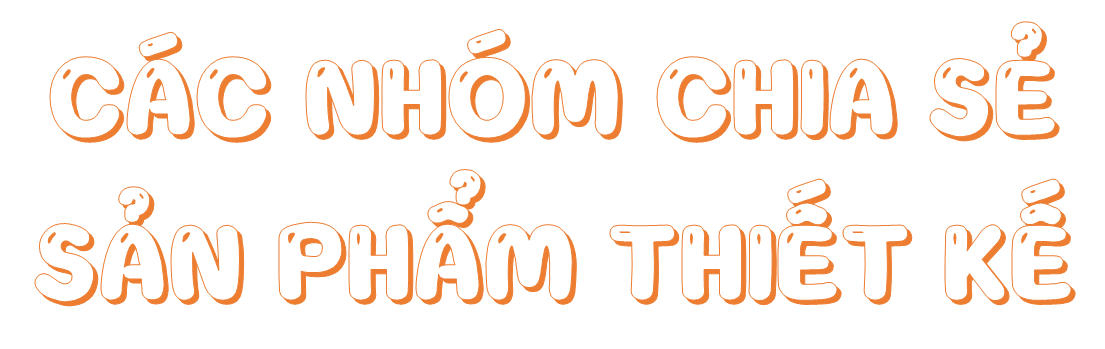 CÁC NHÓM CHIA SẺ
SẢN PHẨM THIẾT KẾ